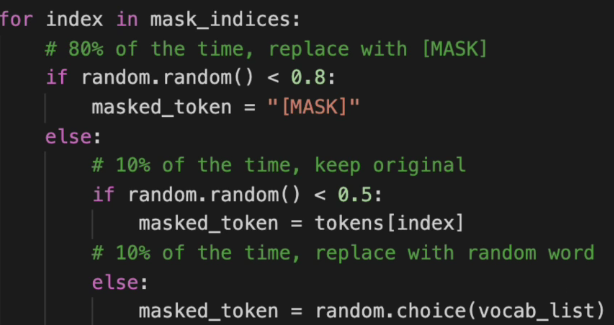 for index in mask_indices:
    # 80% of the time, replace with [MASK]
    if random.random() < 0.8:
        masked_token = "[MASK]"
    else:
        # 10% of the time, keep original
        if random.random() < 0.5:
            masked_token = tokens[index]
        # 10% of the time, replace with random word
        else:
            masked_token = random.choice(vocab_list)